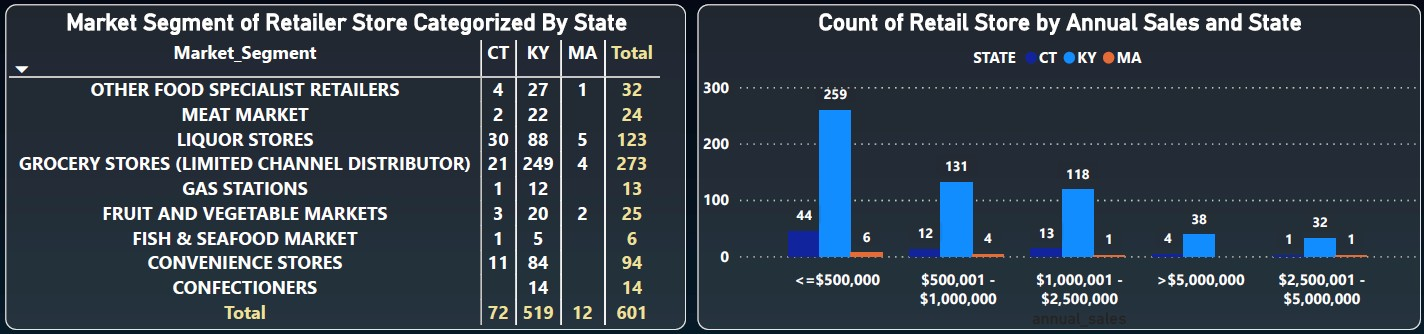 Market Segment of Retailer Store Categorized By State
Market_Segment CT KY MA Total
OTHER FOOD SPECIALIST RETAILERS 4 27 1 32
MEAT MARKET 2 22 24
LIQUOR STORES 30 88 5 123
GROCERY STORES (LIMITED CHANNEL DISTRIBUTOR) 21 249 4 273
GAS STATIONS 1 12 13
FRUIT AND VEGETABLE MARKETS 3 20 2 25
FISH & SEAFOOD MARKET 1 5 6
CONVENIENCE STORES 11 84 94
CONFECTIONERS 14 14
Total 72 519 12 601
Count of Retail Store by Annual Sales and State
STATE CT KY MA
300
200
100
0
44 259 6
12 131 4
13 118 1
4 38
1 32 1
<=$500,000
$500,001 -
$1,000,000
$1,000,001 -
$2,500,000
>$5,000,000
$2,500,001 -
$5,000,000
annual_sales